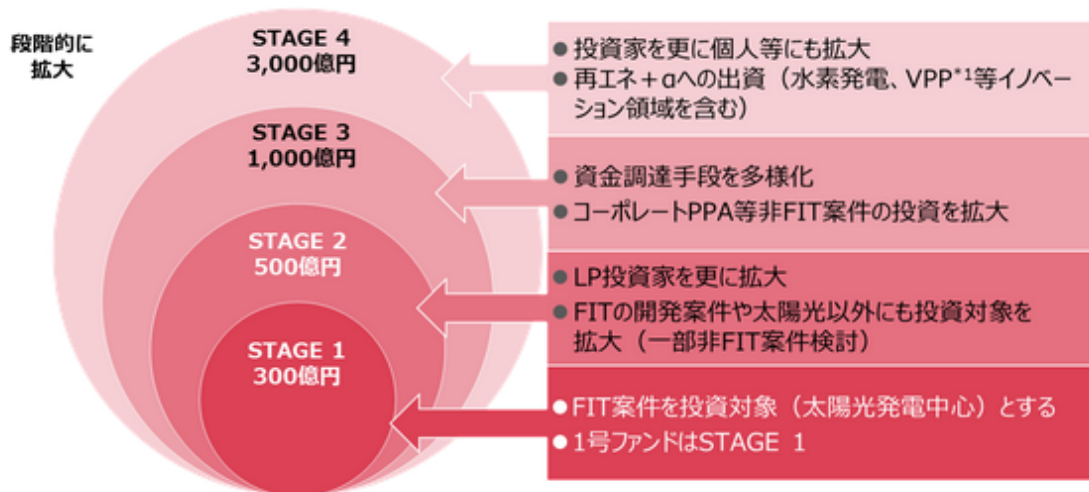 段階的に
拡大
STAGE 4
3,000億円
● 投資家を更に個人等にも拡大
● 再エネ+αへの出資（水素発電、VPP*1等イノベー
ション領域を含む）
STAGE 3
1,000億円
● 資金調達手段を多様化
● コーポレートPPA等非FIT案件の投資を拡大
STAGE 2
500億円
● LP投資家を更に拡大
● FITの開発案件や太陽光以外にも投資対象を
拡大（一部非FIT案件検討）
STAGE 1
300億円
● FIT案件を投資対象（太陽光発電中心）とする
● 1号ファンドはSTAGE 1